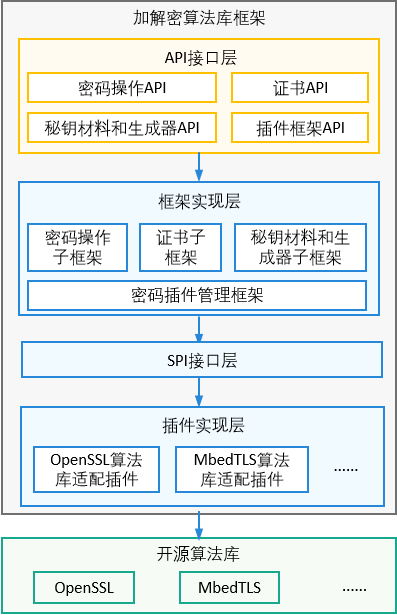 加解密算法库框架
API接口层
密码操作API
证书API
秘钥材料和生成器API
插件框架API
框架实现层
密码操作
子框架
证书子
框架
秘钥材料和生
成器子框架
密码插件管理框架
SPI接口层
插件实现层
OpenSSL算法
库适配插件
MbedTLS算法
库适配插件
......
开源算法库
OpenSSL
MbedTLS
......